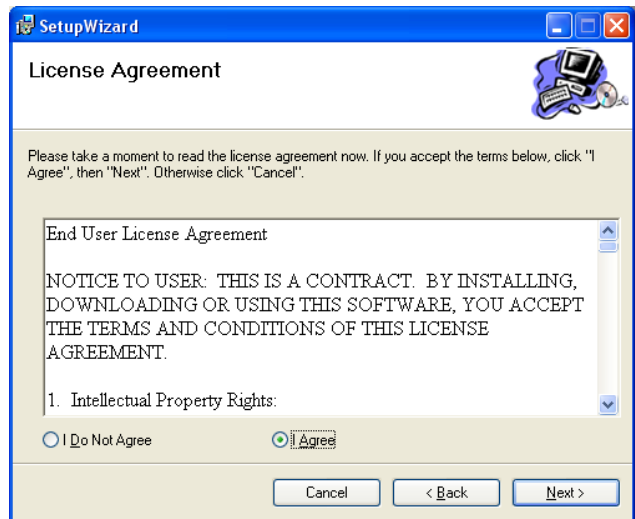 SetupWizard
License Agreement
Please take a moment to read the license agreement now. If you accept the terms below, click "I
Agree", then "Next". Otherwise click "Cancel".
End User License Agreement
NOTICE TO USER:  THIS IS A CONTRACT.  BY INSTALLING,
DOWNLOADING OR USING THIS SOFTWARE, YOU ACCEPT
THE TERMS AND CONDITIONS OF THIS LICENSE
AGREEMENT.
1.  Intellectual Property Rights:
I Do Not Agree
I Agree
Cancel
< Back
Next >